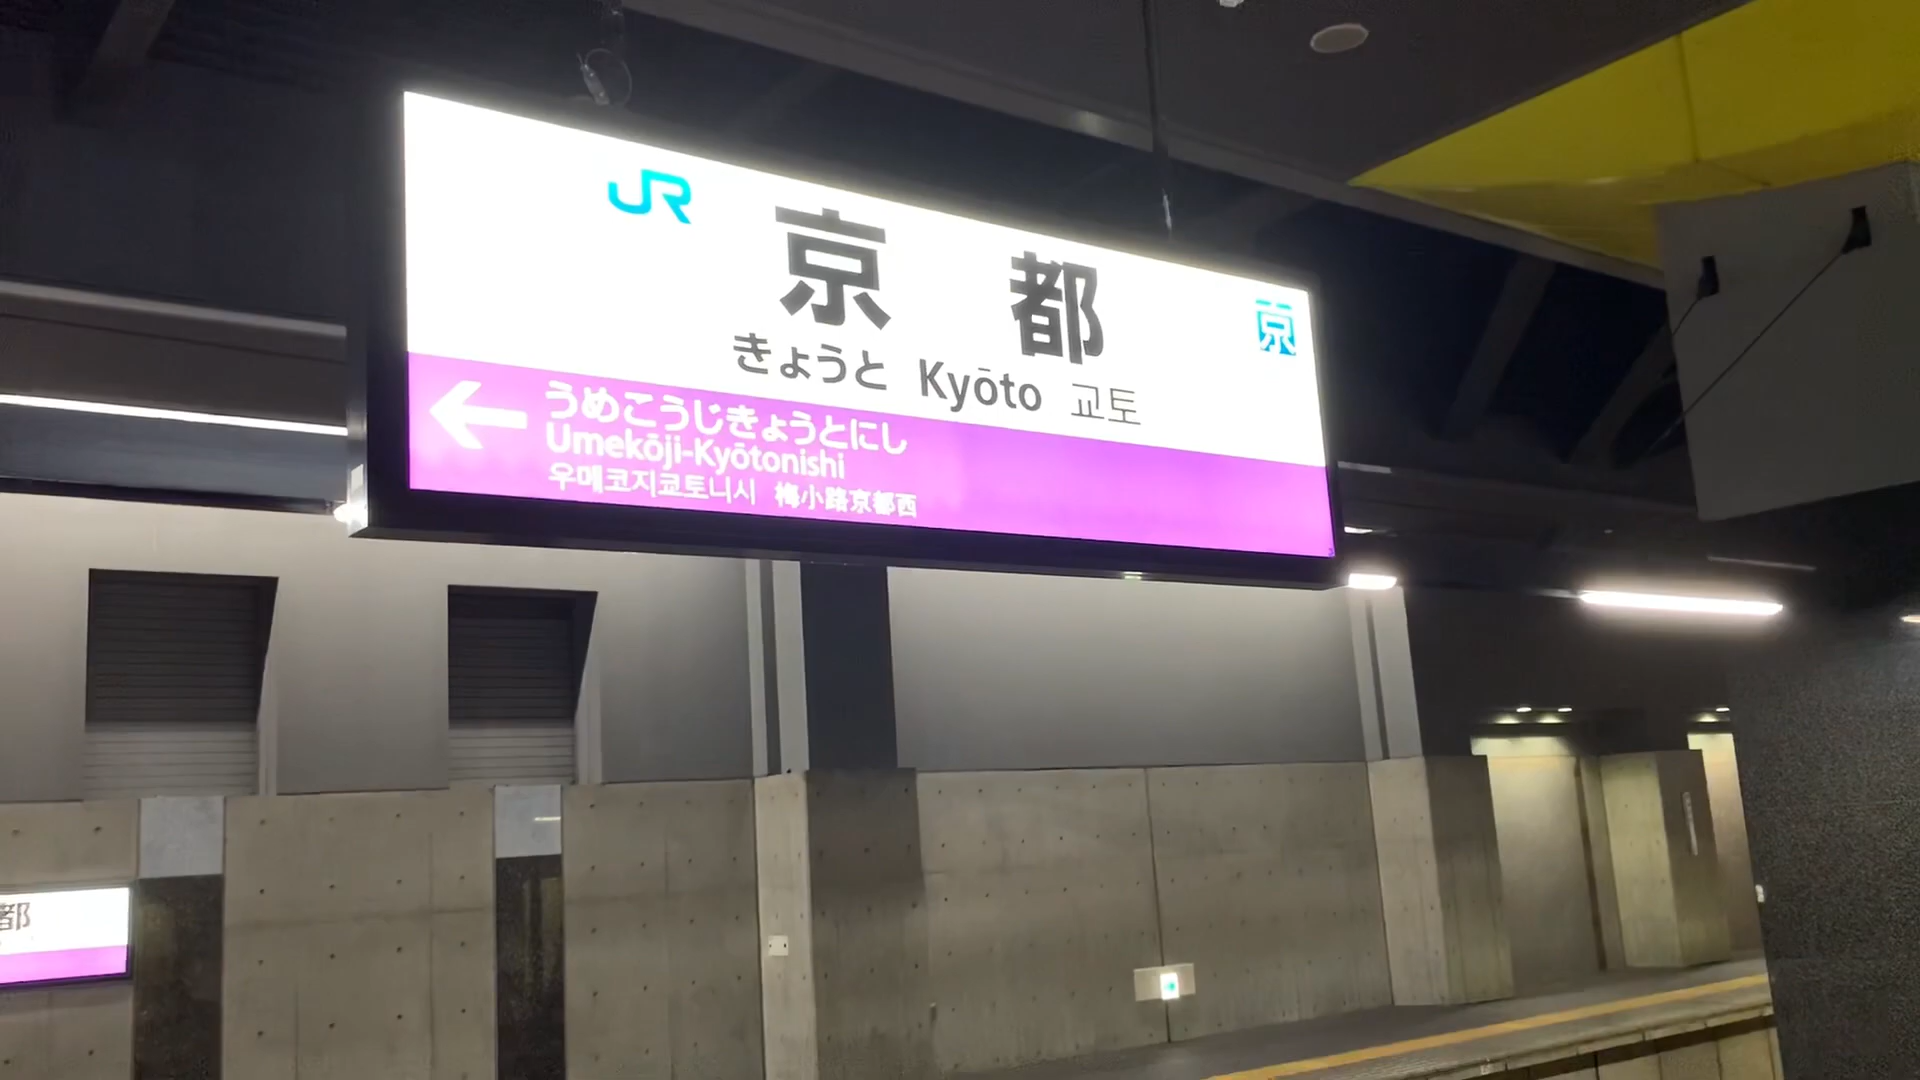 JR
京都
京
きょうと Kyōto 교토
うめこうじきょうとにし
Umekōji-Kyōtonishi
우메코지쿄토니시 梅小路京都西
都